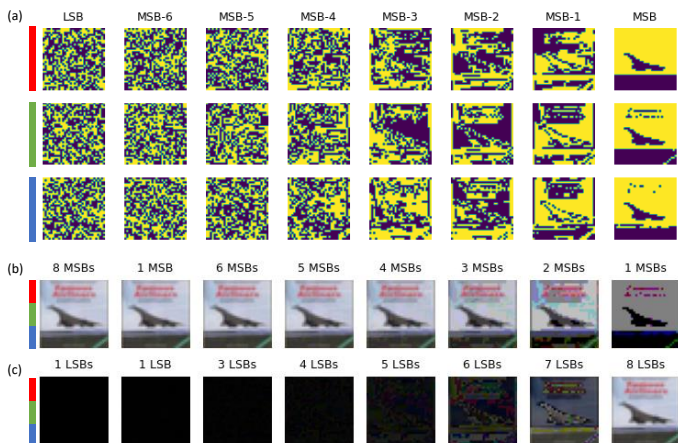 (a)
LSB MSB-6 MSB-5 MSB-4 MSB-3 MSB-2 MSB-1 MSB
(b)
8 MSBs 1 MSB 6 MSBs 5 MSBs 4 MSBs 3 MSBs 2 MSBs 1 MSBs
Famous
Airliners
(c)
1 LSBs 1 LSB 3 LSBs 4 LSBs 5 LSBs 6 LSBs 7 LSBs 8 LSBs